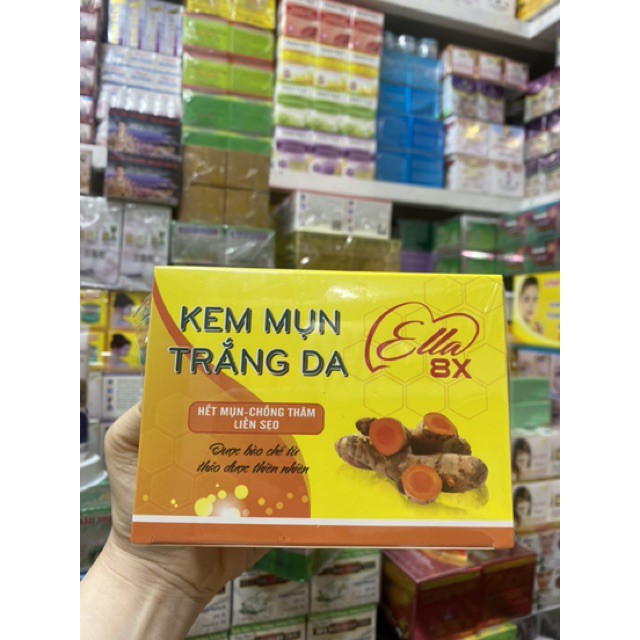 KEM MỤN
TRẮNG DA
Ella
8X
HẾT MỤN-CHỐNG THÂM
LIỀN SẸO
Được bào chế từ
thảo dược thiên nhiên